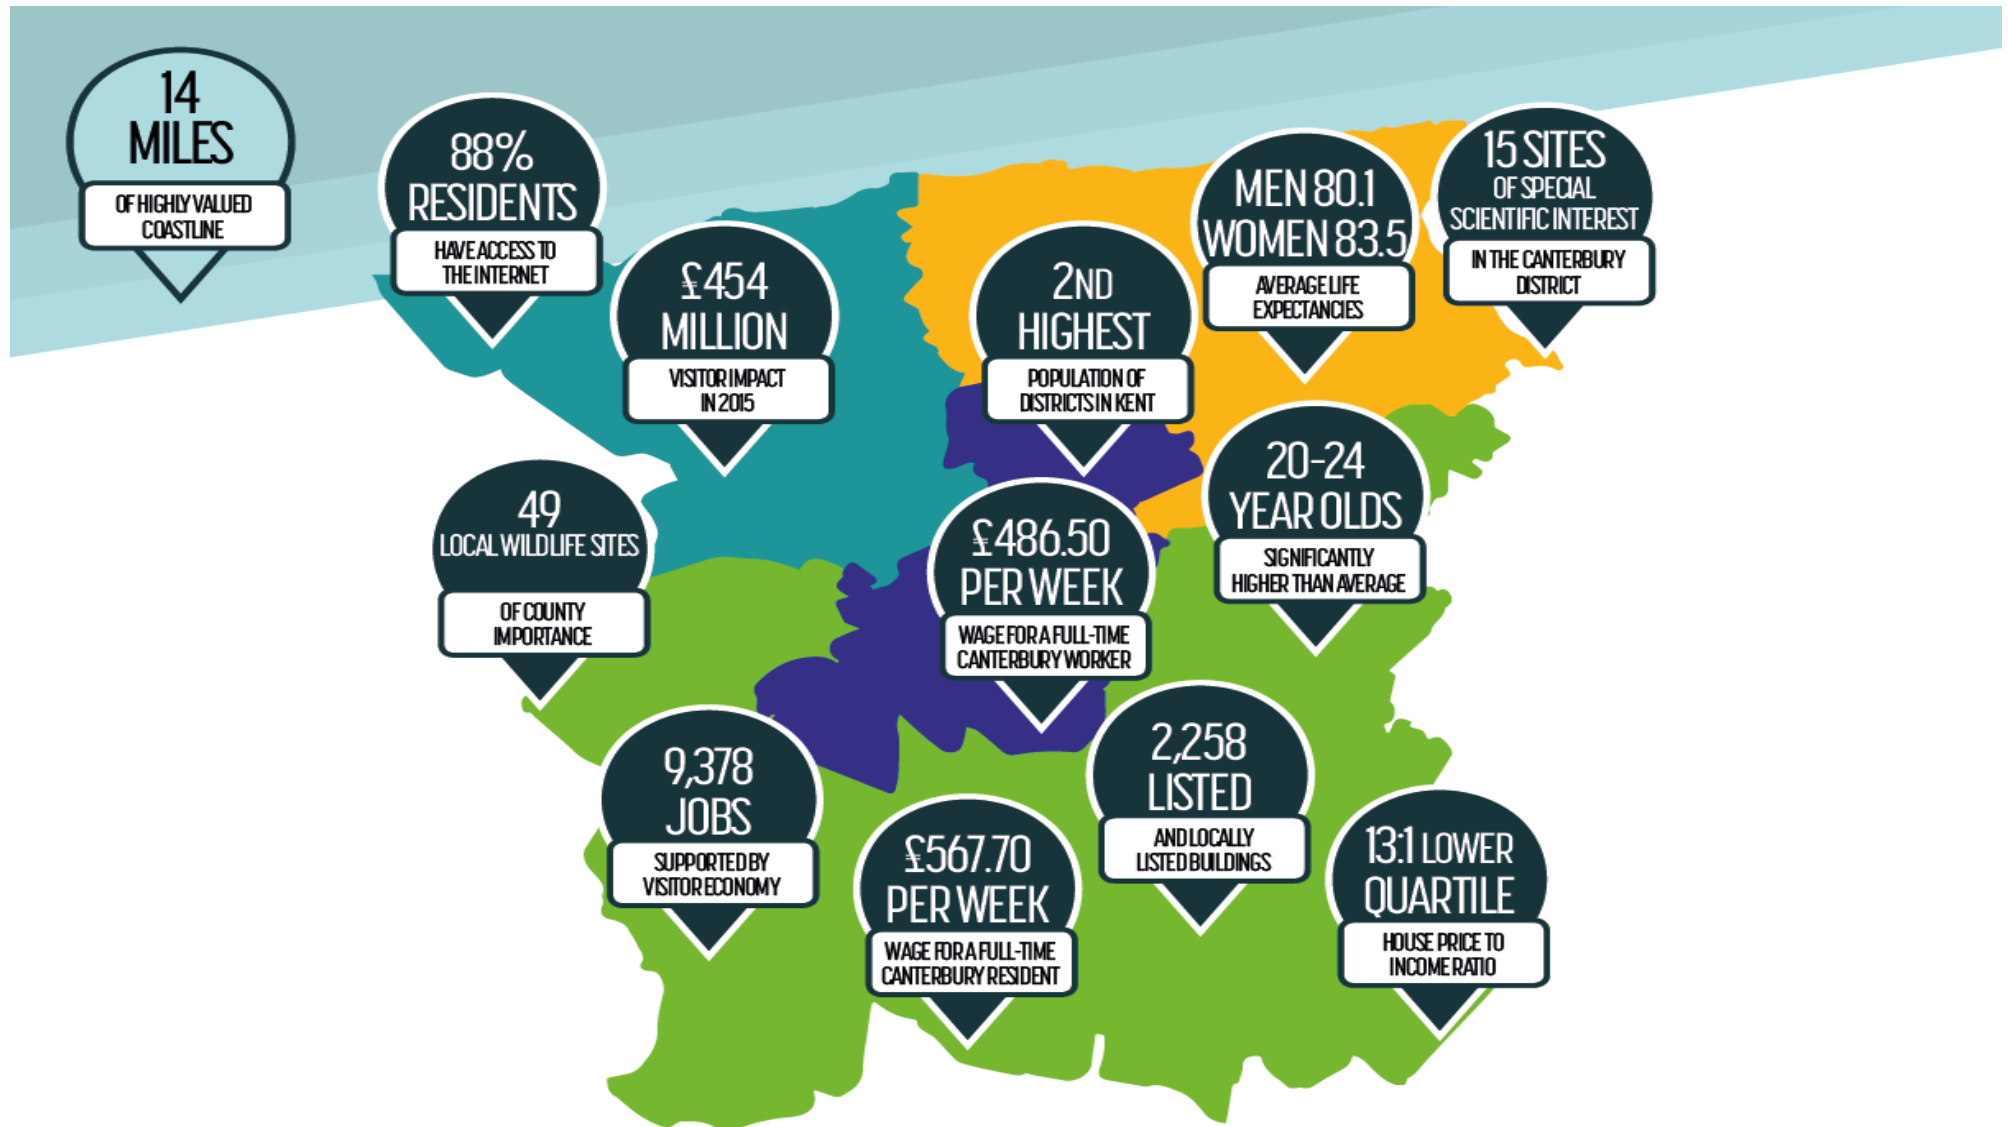 14
MILES
OF HIGHLY VALUED
COASTLINE
88%
RESIDENTS
HAVE ACCESS TO
THE INTERNET
£454
MILLION
VISITOR IMPACT
IN 2015
2ND
HIGHEST
POPULATION OF
DISTRICTS IN KENT
MEN 80.1
WOMEN 83.5
AVERAGE LIFE
EXPECTANCIES
15 SITES
OF SPECIAL
SCIENTIFIC INTEREST
IN THE CANTERBURY
DISTRICT
49
LOCAL WILDLIFE SITES
OF COUNTY
IMPORTANCE
£486.50
PER WEEK
WAGE FOR A FULL-TIME
CANTERBURY WORKER
20-24
YEAR OLDS
SIGNIFICANTLY
HIGHER THAN AVERAGE
9,378
JOBS
SUPPORTED BY
VISITOR ECONOMY
£567.70
PER WEEK
WAGE FOR A FULL-TIME
CANTERBURY RESIDENT
2,258
LISTED
AND LOCALLY
LISTED BUILDINGS
13:1 LOWER
QUARTILE
HOUSE PRICE TO
INCOME RATIO